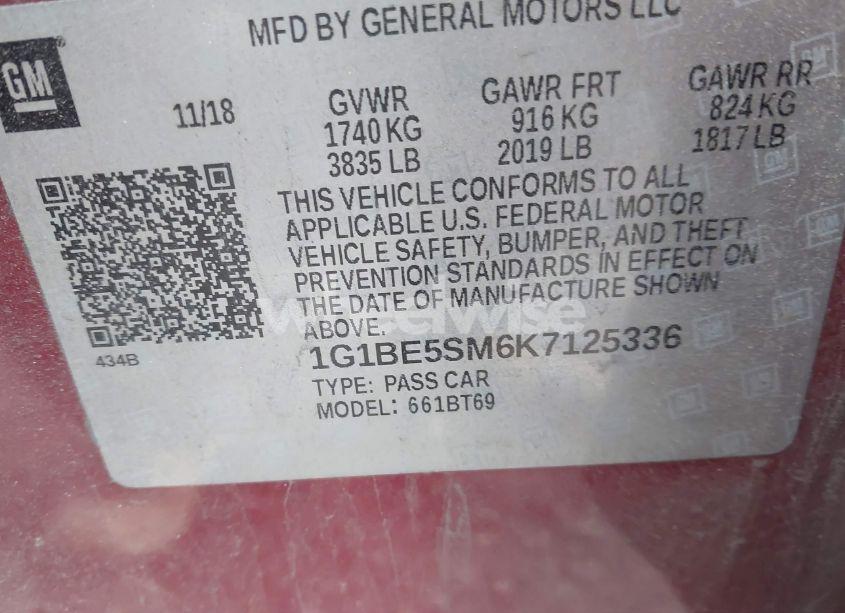 MFD BY GENERAL MOTORS LLC
GM
11/18
GVWR
1740 KG
3835 LB
GAWR FRT
916 KG
2019 LB
GAWR RR
824 KG
1817 LB
THIS VEHICLE CONFORMS TO ALL
APPLICABLE U.S. FEDERAL MOTOR
VEHICLE SAFETY, BUMPER, AND THEFT
PREVENTION STANDARDS IN EFFECT ON
THE DATE OF MANUFACTURE SHOWN
ABOVE.
434B
1G1BE5SM6K7125336
TYPE: PASS CAR
MODEL: 661BT69